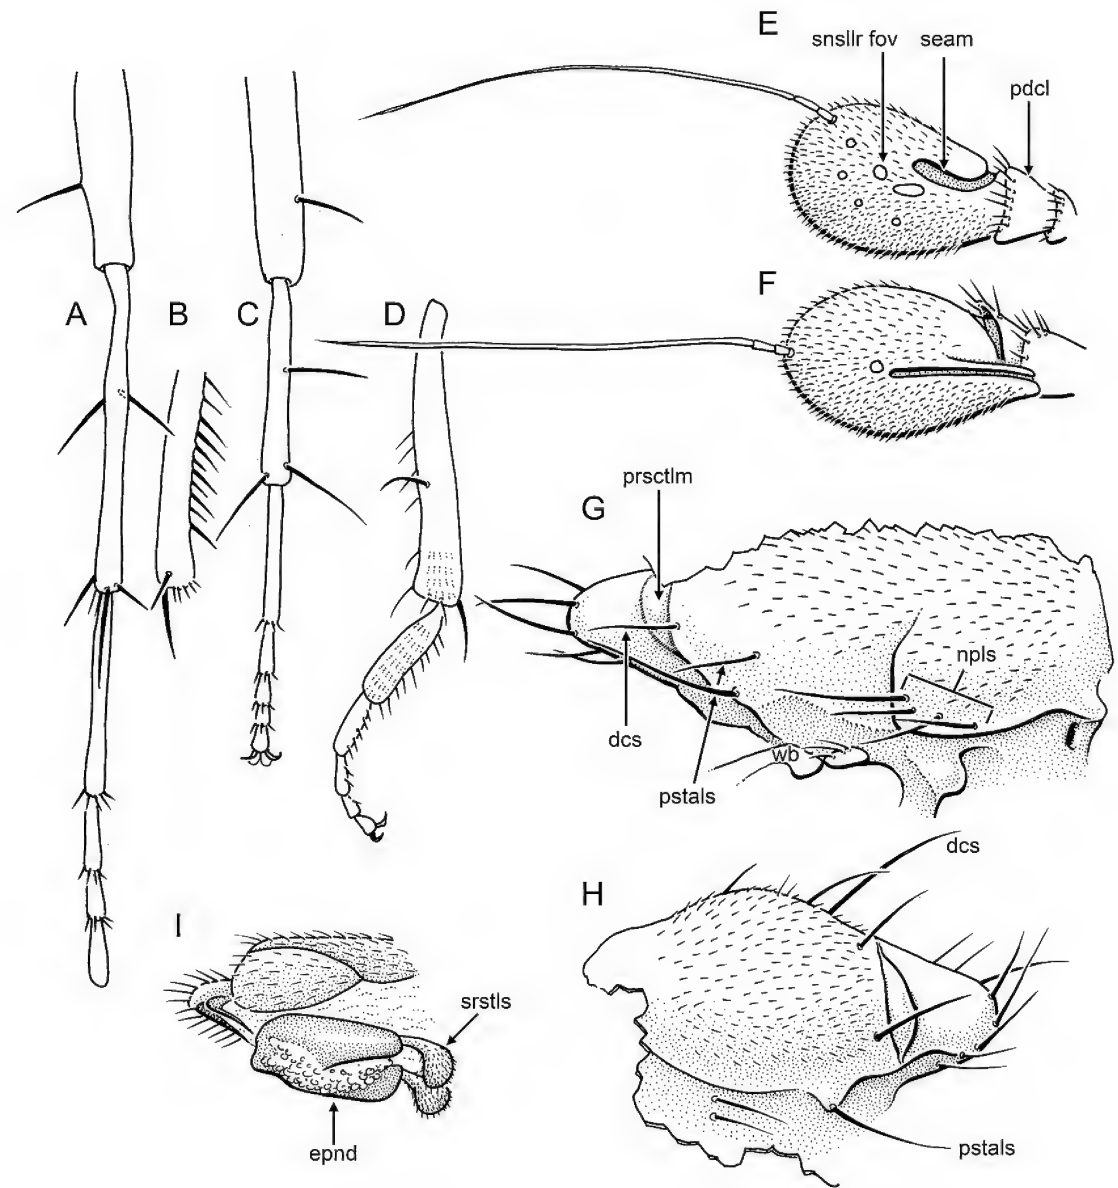 E
snsllr fov seam
pdcl
A B C D
F
prsctlm
G
npls
dcs
wb
pstals
dcs
H
I
srstls
epnd
pstals